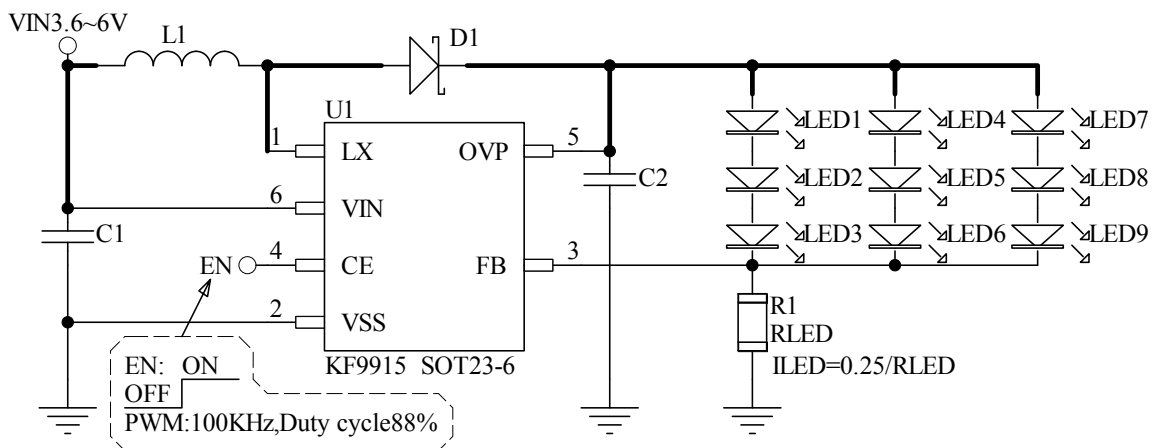 VIN3.6~6V
L1
D1
U1
1 LX OVP 5
6 VIN
4 CE FB 3
2 VSS
C1
C2
EN
LED1 LED4 LED7
LED2 LED5 LED8
LED3 LED6 LED9
R1
RLED
ILED=0.25/RLED
KF9915 SOT23-6
EN: ON
OFF
PWM:100KHz,Duty cycle88%